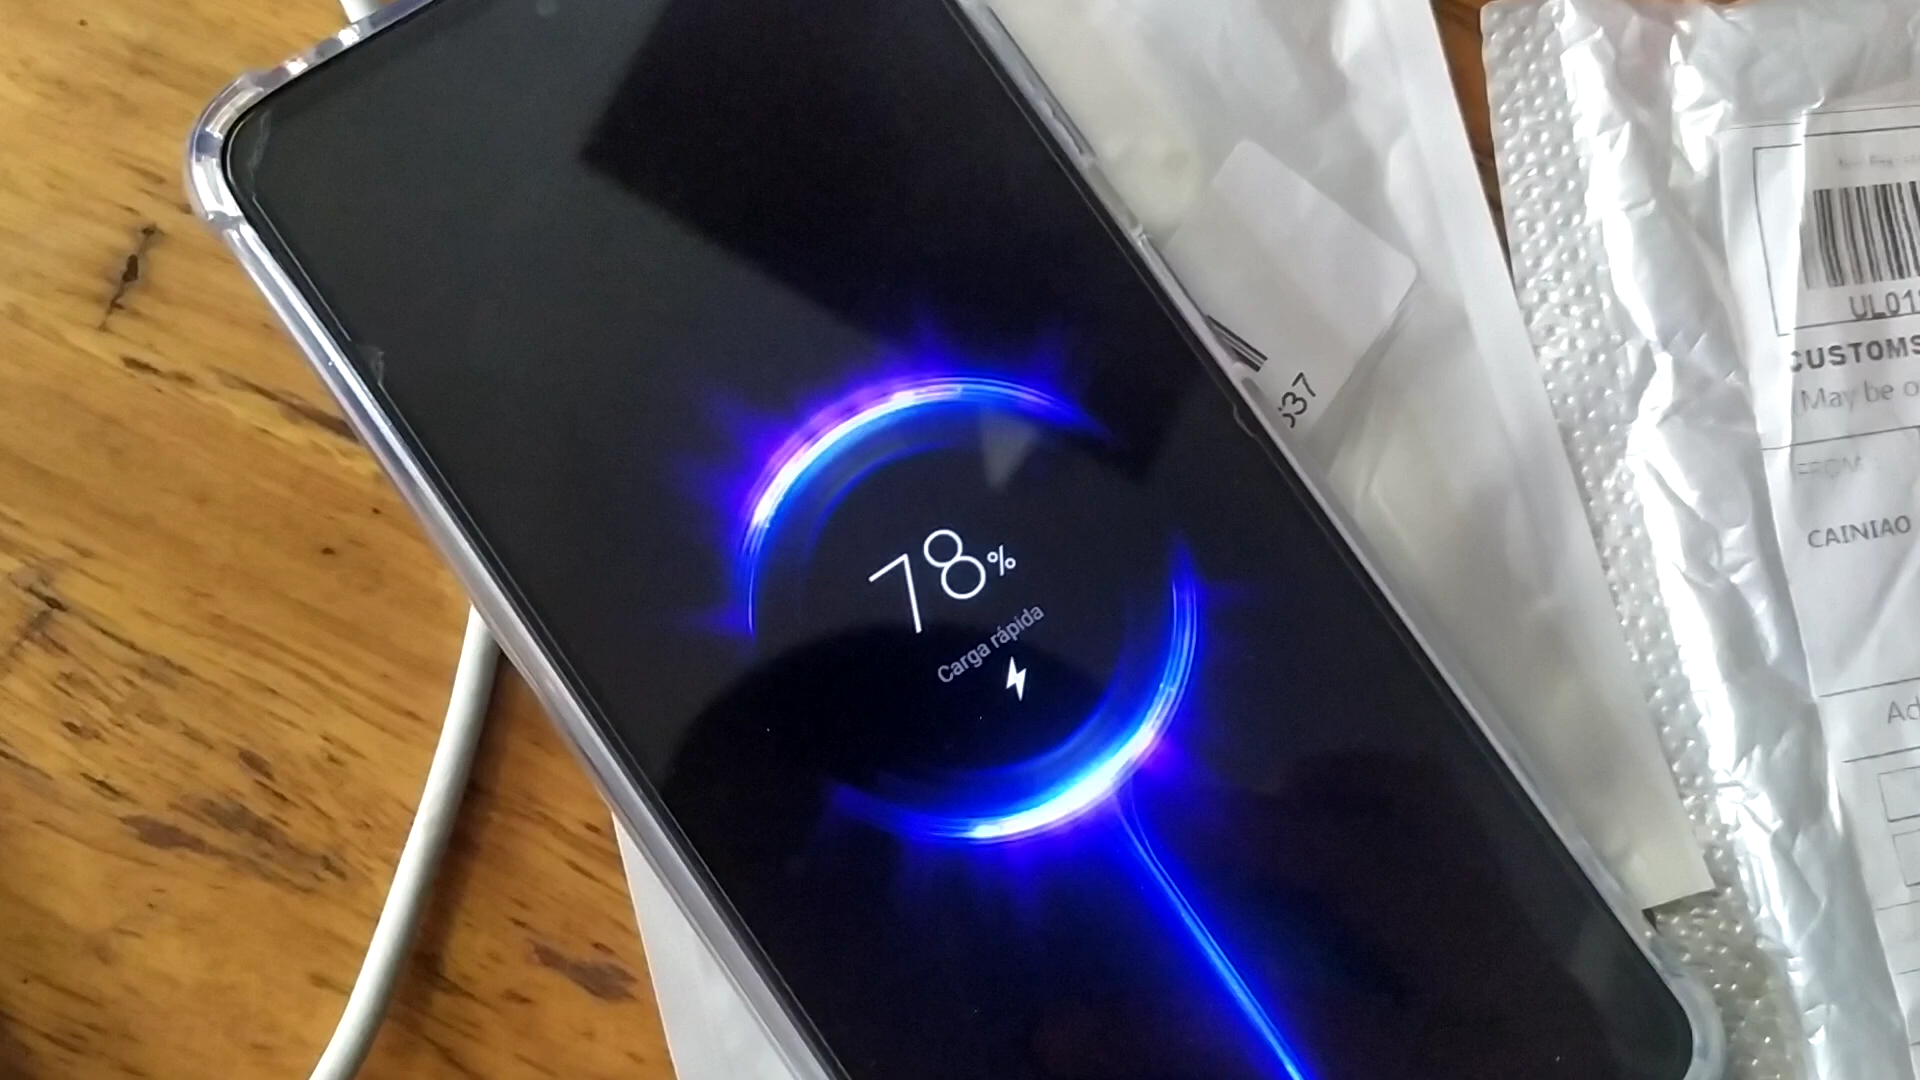 78%
Carga rápida
537
UL01
CUSTOMS
(May be o
FROM:
CAINIAO
Ad